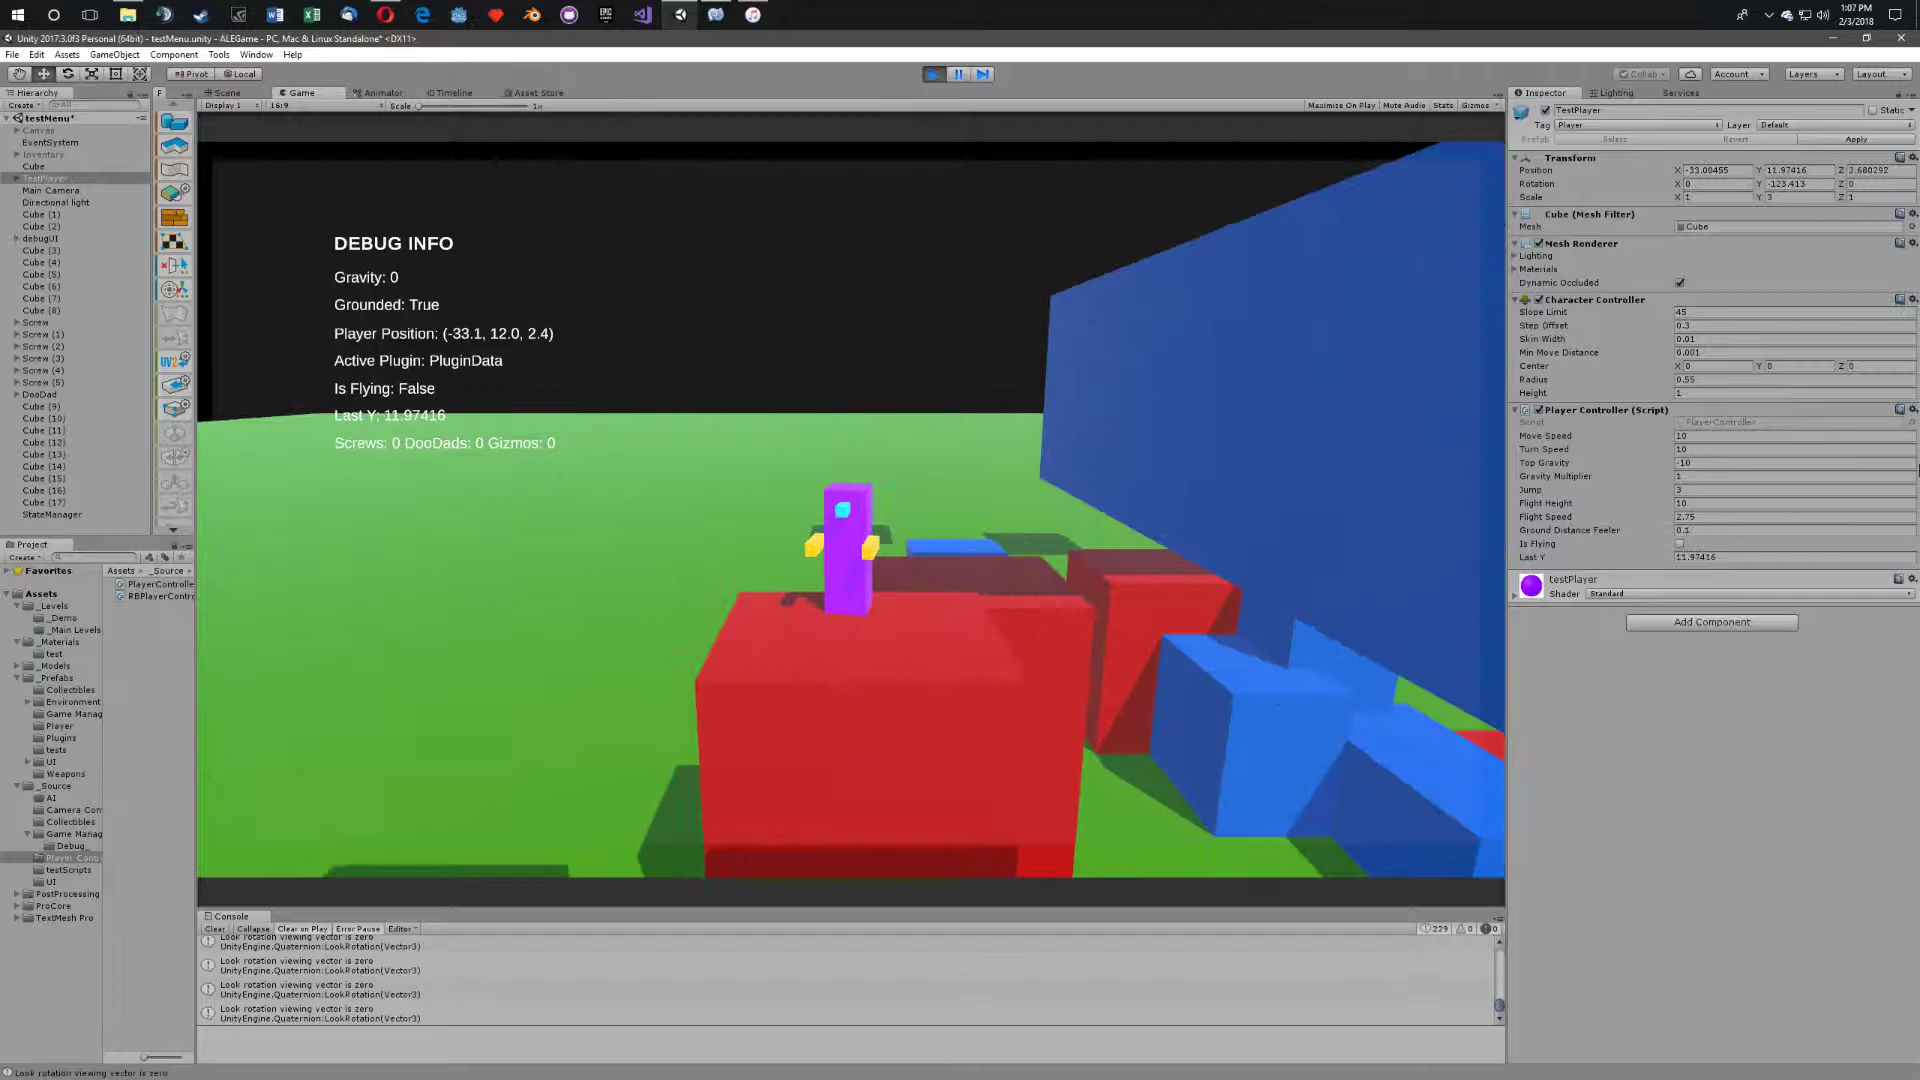 1:07 PM
2/3/2018
Unity 2017.3.0f3 Personal (64bit) - testMenu.unity - ALEGame - PC, Mac & Linux Standalone* <DX11>
File Edit Assets GameObject Component Tools Window Help
Pivot Local
Collab Account Layers Layout
Hierarchy
Create All
testMenu*
Canvas
EventSystem
Inventory
Cube
TestPlayer
Main Camera
Directional light
Cube (1)
Cube (2)
debugUI
Cube (3)
Cube (4)
Cube (5)
Cube (6)
Cube (7)
Cube (8)
Screw
Screw (1)
Screw (2)
Screw (3)
Screw (4)
Screw (5)
DooDad
Cube (9)
Cube (10)
Cube (11)
Cube (12)
Cube (13)
Cube (14)
Cube (15)
Cube (16)
Cube (17)
StateManager
P
UV2
Project
Create
Favorites
Assets
_Levels
_Demo
_Main Levels
_Materials
test
_Models
_Prefabs
Collectibles
Environment
Game Manag
Player
Plugins
tests
UI
Weapons
_Source
AI
Camera Con
Collectibles
Game Manag
Debug_
Player Contr
testScripts
UI
PostProcessing
ProCore
TextMesh Pro
Assets _Source
PlayerControlle
RBPlayerContro
Scene Game Animator Timeline Asset Store
Display 1 16:9 Scale 1x Maximize On Play Mute Audio Stats Gizmos
DEBUG INFO
Gravity: 0
Grounded: True
Player Position: (-33.1, 12.0, 2.4)
Active Plugin: PluginData
Is Flying: False
Last Y; 11.97416
Screws: 0 DooDads: 0 Gizmos: 0
Console
Clear Collapse Clear on Play Error Pause Editor 229 0 0
Look rotation viewing vector is zero
UnityEngine.Quaternion:LookRotation(Vector3)
Look rotation viewing vector is zero
UnityEngine.Quaternion:LookRotation(Vector3)
Look rotation viewing vector is zero
UnityEngine.Quaternion:LookRotation(Vector3)
Look rotation viewing vector is zero
UnityEngine.Quaternion:LookRotation(Vector3)
Look rotation viewing vector is zero
Inspector Lighting Services
TestPlayer Static
Tag Player Layer Default
Prefab Select Revert Apply
Transform
Position X -33.00455 Y 11.97416 Z 2.680292
Rotation X 0 Y -123.413 Z 0
Scale X 1 Y 3 Z 1
Cube (Mesh Filter)
Mesh Cube
Mesh Renderer
Lighting
Materials
Dynamic Occluded
Character Controller
Slope Limit 45
Step Offset 0.3
Skin Width 0.01
Min Move Distance 0.001
Center X 0 Y 0 Z 0
Radius 0.55
Height 1
Player Controller (Script)
Script PlayerController
Move Speed 10
Turn Speed 10
Top Gravity -10
Gravity Multiplier 1
Jump 3
Flight Height 10
Flight Speed 2.75
Ground Distance Feeler 0.1
Is Flying
Last Y 11.97416
testPlayer
Shader Standard
Add Component